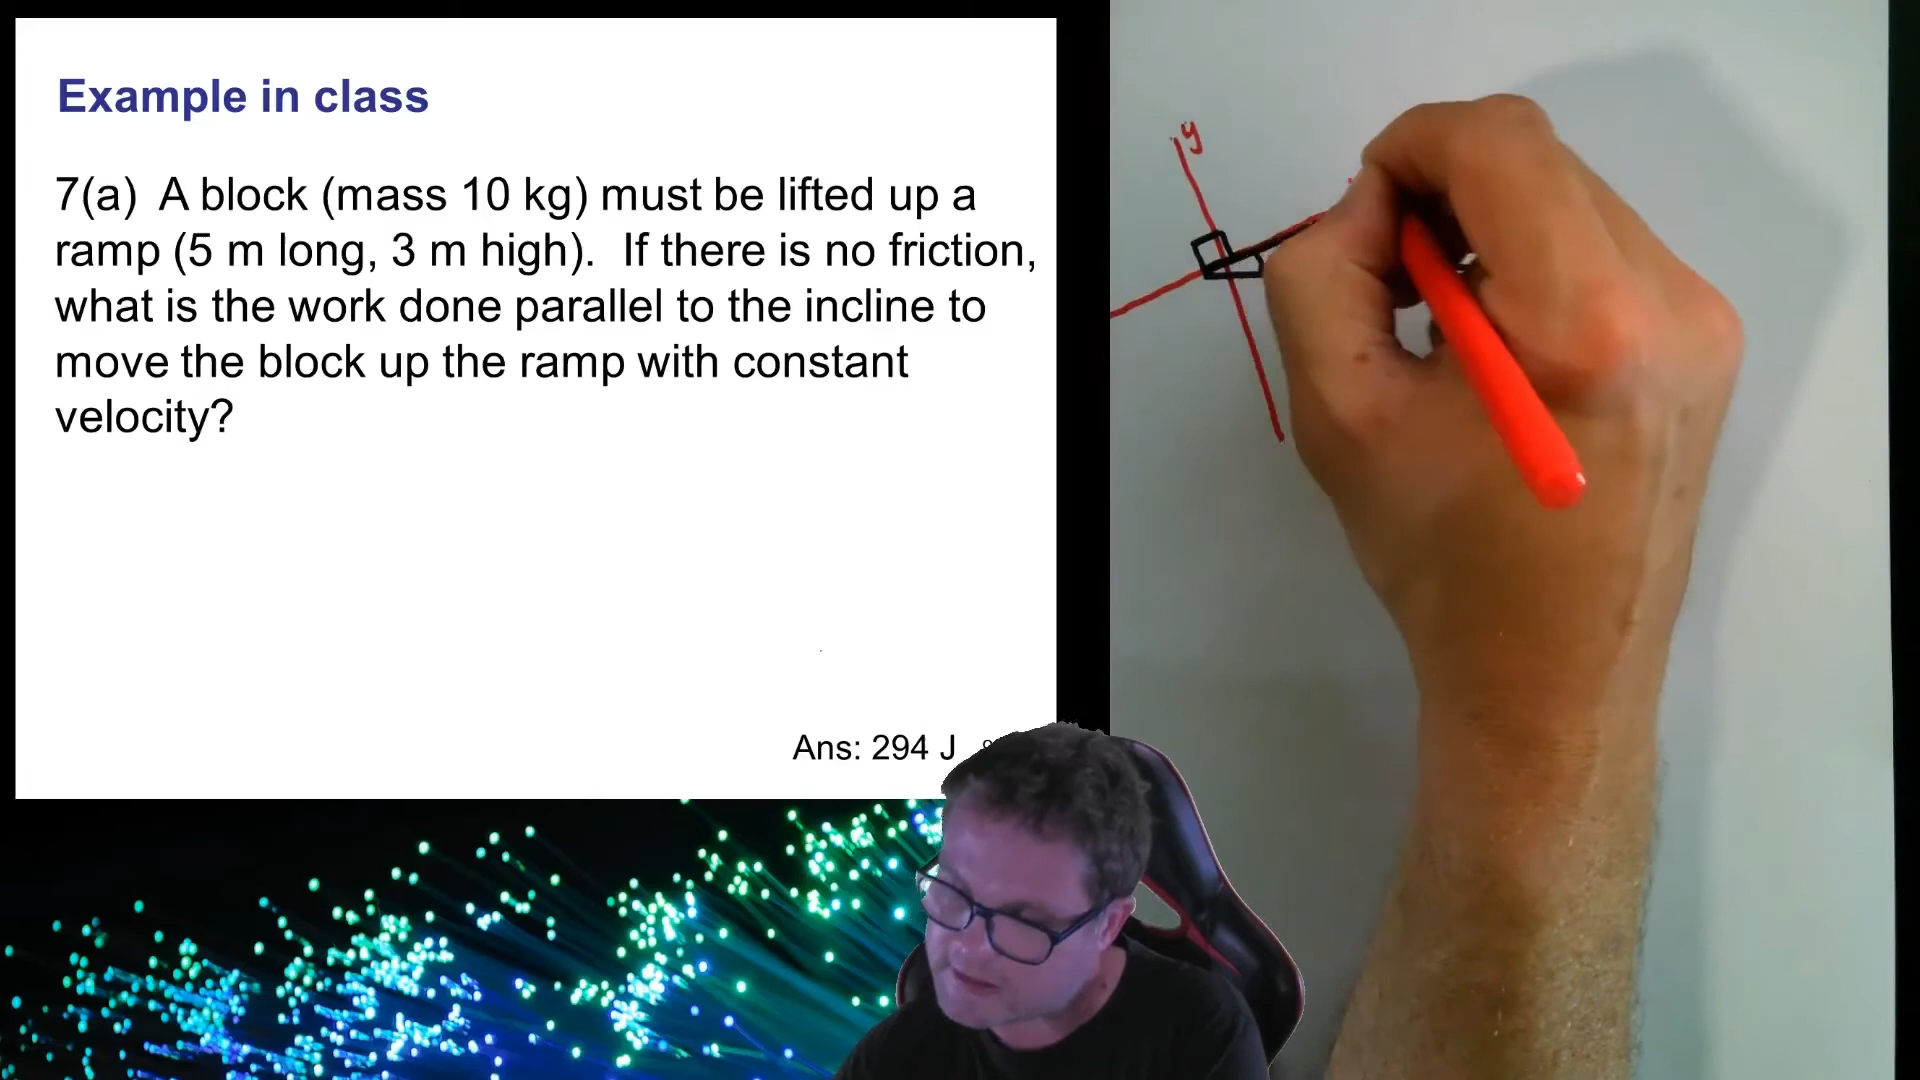 Example in class
7(a) A block (mass 10 kg) must be lifted up a
ramp (5 m long, 3 m high). If there is no friction,
what is the work done parallel to the incline to
move the block up the ramp with constant
velocity?
Ans: 294 J
y